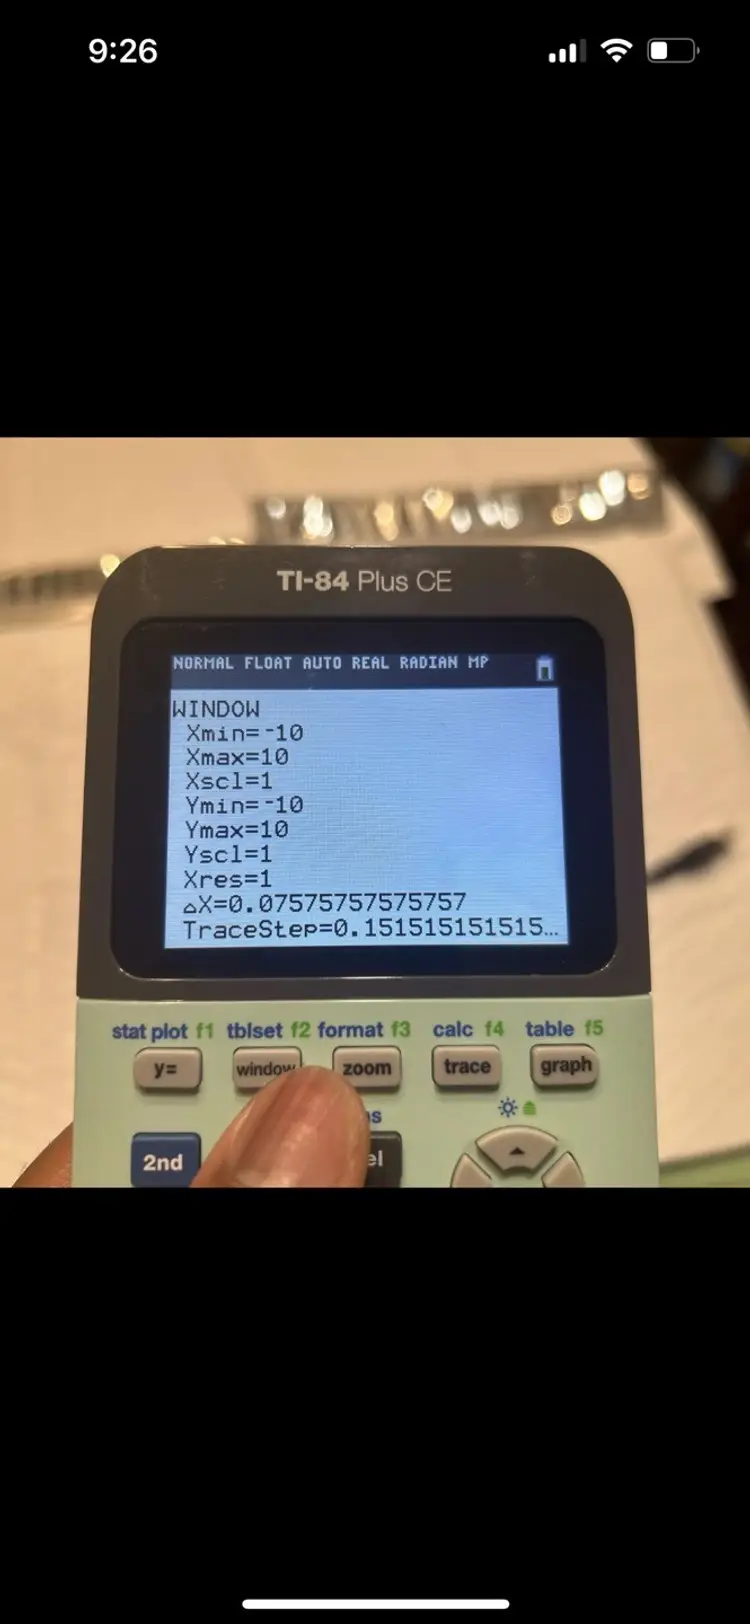 9:26
TI-84 Plus CE
NORMAL FLOAT AUTO REAL RADIAN MP
WINDOW
Xmin=-10
Xmax=10
Xscl=1
Ymin=-10
Ymax=10
Yscl=1
Xres=1
△X=0.07575757575757
TraceStep=0.151515151515…
stat plot f1 tblset f2 format f3 calc f4 table f5
y= window zoom trace graph
2nd